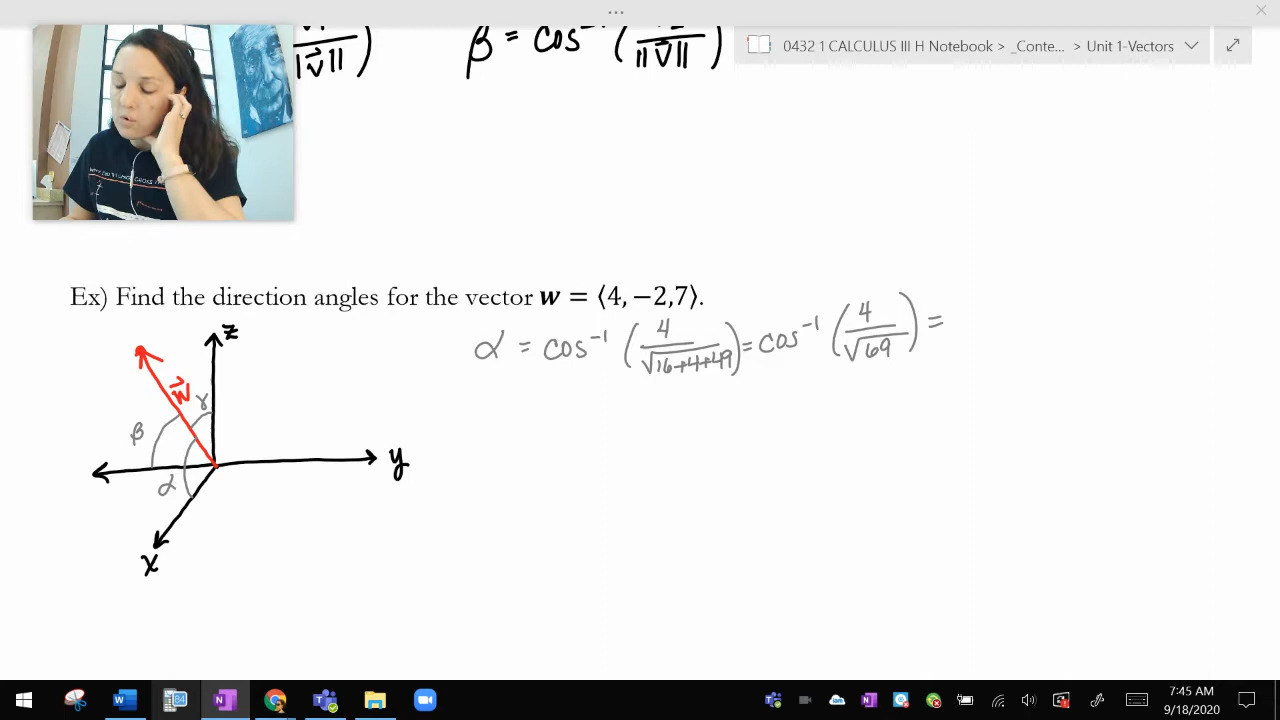 0432 1 CALCULUS III H Notebook > _Conte... > Unit 1-Vectors
||v⃗||)
β = cos⁻¹ ( / ||v⃗|| )
Ex) Find the direction angles for the vector w = ⟨4, −2,7⟩.
α = cos⁻¹ (4/√16+4+49) = cos⁻¹ (4/√69) =
z
w⃗
γ
β
α
y
x
7:45 AM
9/18/2020